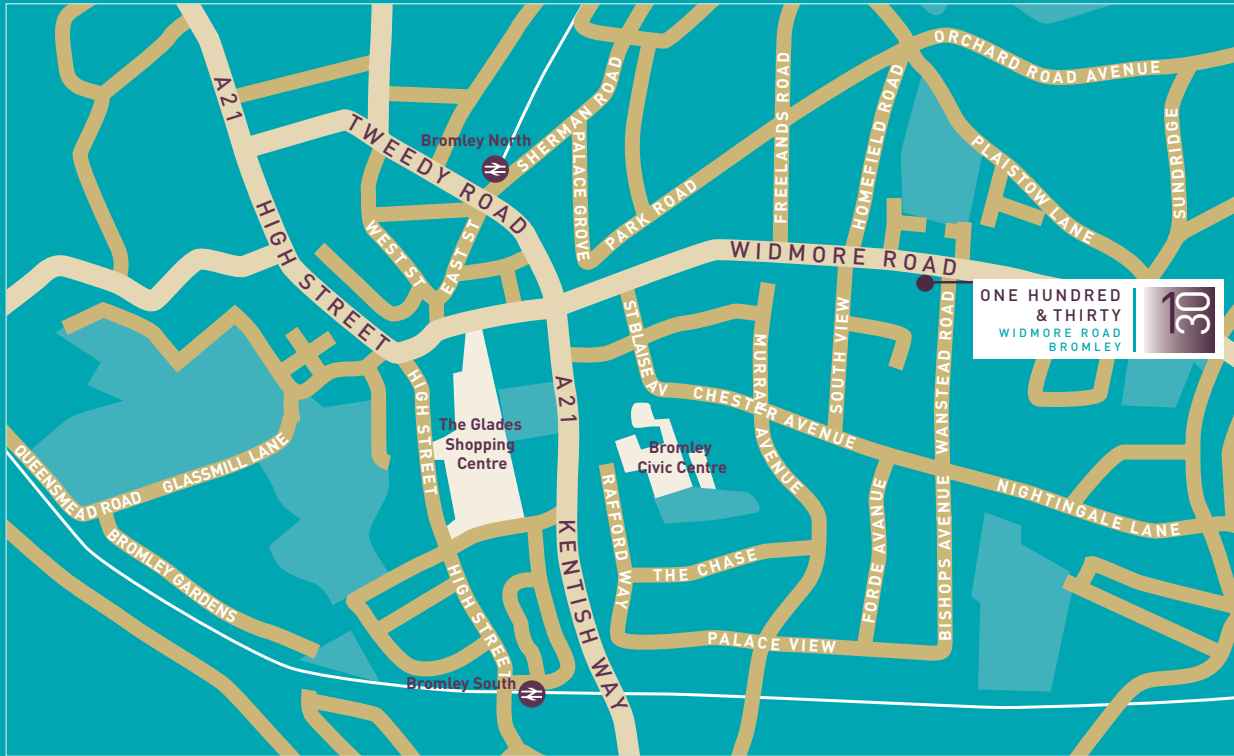 A21
TWEEDY ROAD
Bromley North
SHERMAN ROAD
PALACE GROVE
PARK ROAD
FREELANDS ROAD
HOMEFIELD ROAD
ORCHARD ROAD AVENUE
PLAISTOW LANE
SUNDRIDGE
HIGH STREET
WEST ST
EAST ST
WIDMORE ROAD
ONE HUNDRED
& THIRTY
WIDMORE ROAD
BROMLEY
130
ST BLAISE AV
MURRAY AVENUE
SOUTH VIEW
WANSTEAD ROAD
CHESTER AVENUE
A21
HIGH STREET
The Glades
Shopping
Centre
Bromley
Civic Centre
QUEENSMEAD ROAD
GLASSMILL LANE
BROMLEY GARDENS
RAFFORD WAY
THE CHASE
FORDE AVANUE
BISHOPS AVENUE
NIGHTINGALE LANE
KENTISH WAY
HIGH STREET
PALACE VIEW
Bromley South